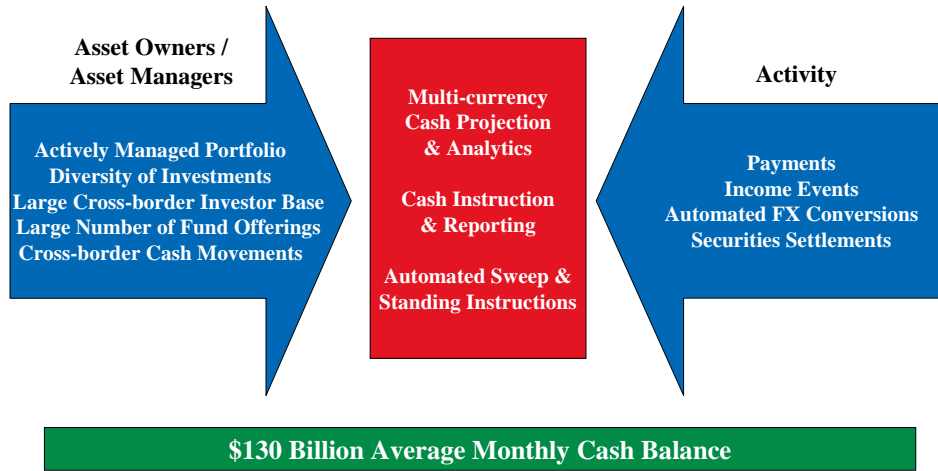 Asset Owners /
Asset Managers
Actively Managed Portfolio
Diversity of Investments
Large Cross-border Investor Base
Large Number of Fund Offerings
Cross-border Cash Movements
Multi-currency
Cash Projection
& Analytics
Cash Instruction
& Reporting
Automated Sweep &
Standing Instructions
Activity
Payments
Income Events
Automated FX Conversions
Securities Settlements
$130 Billion Average Monthly Cash Balance